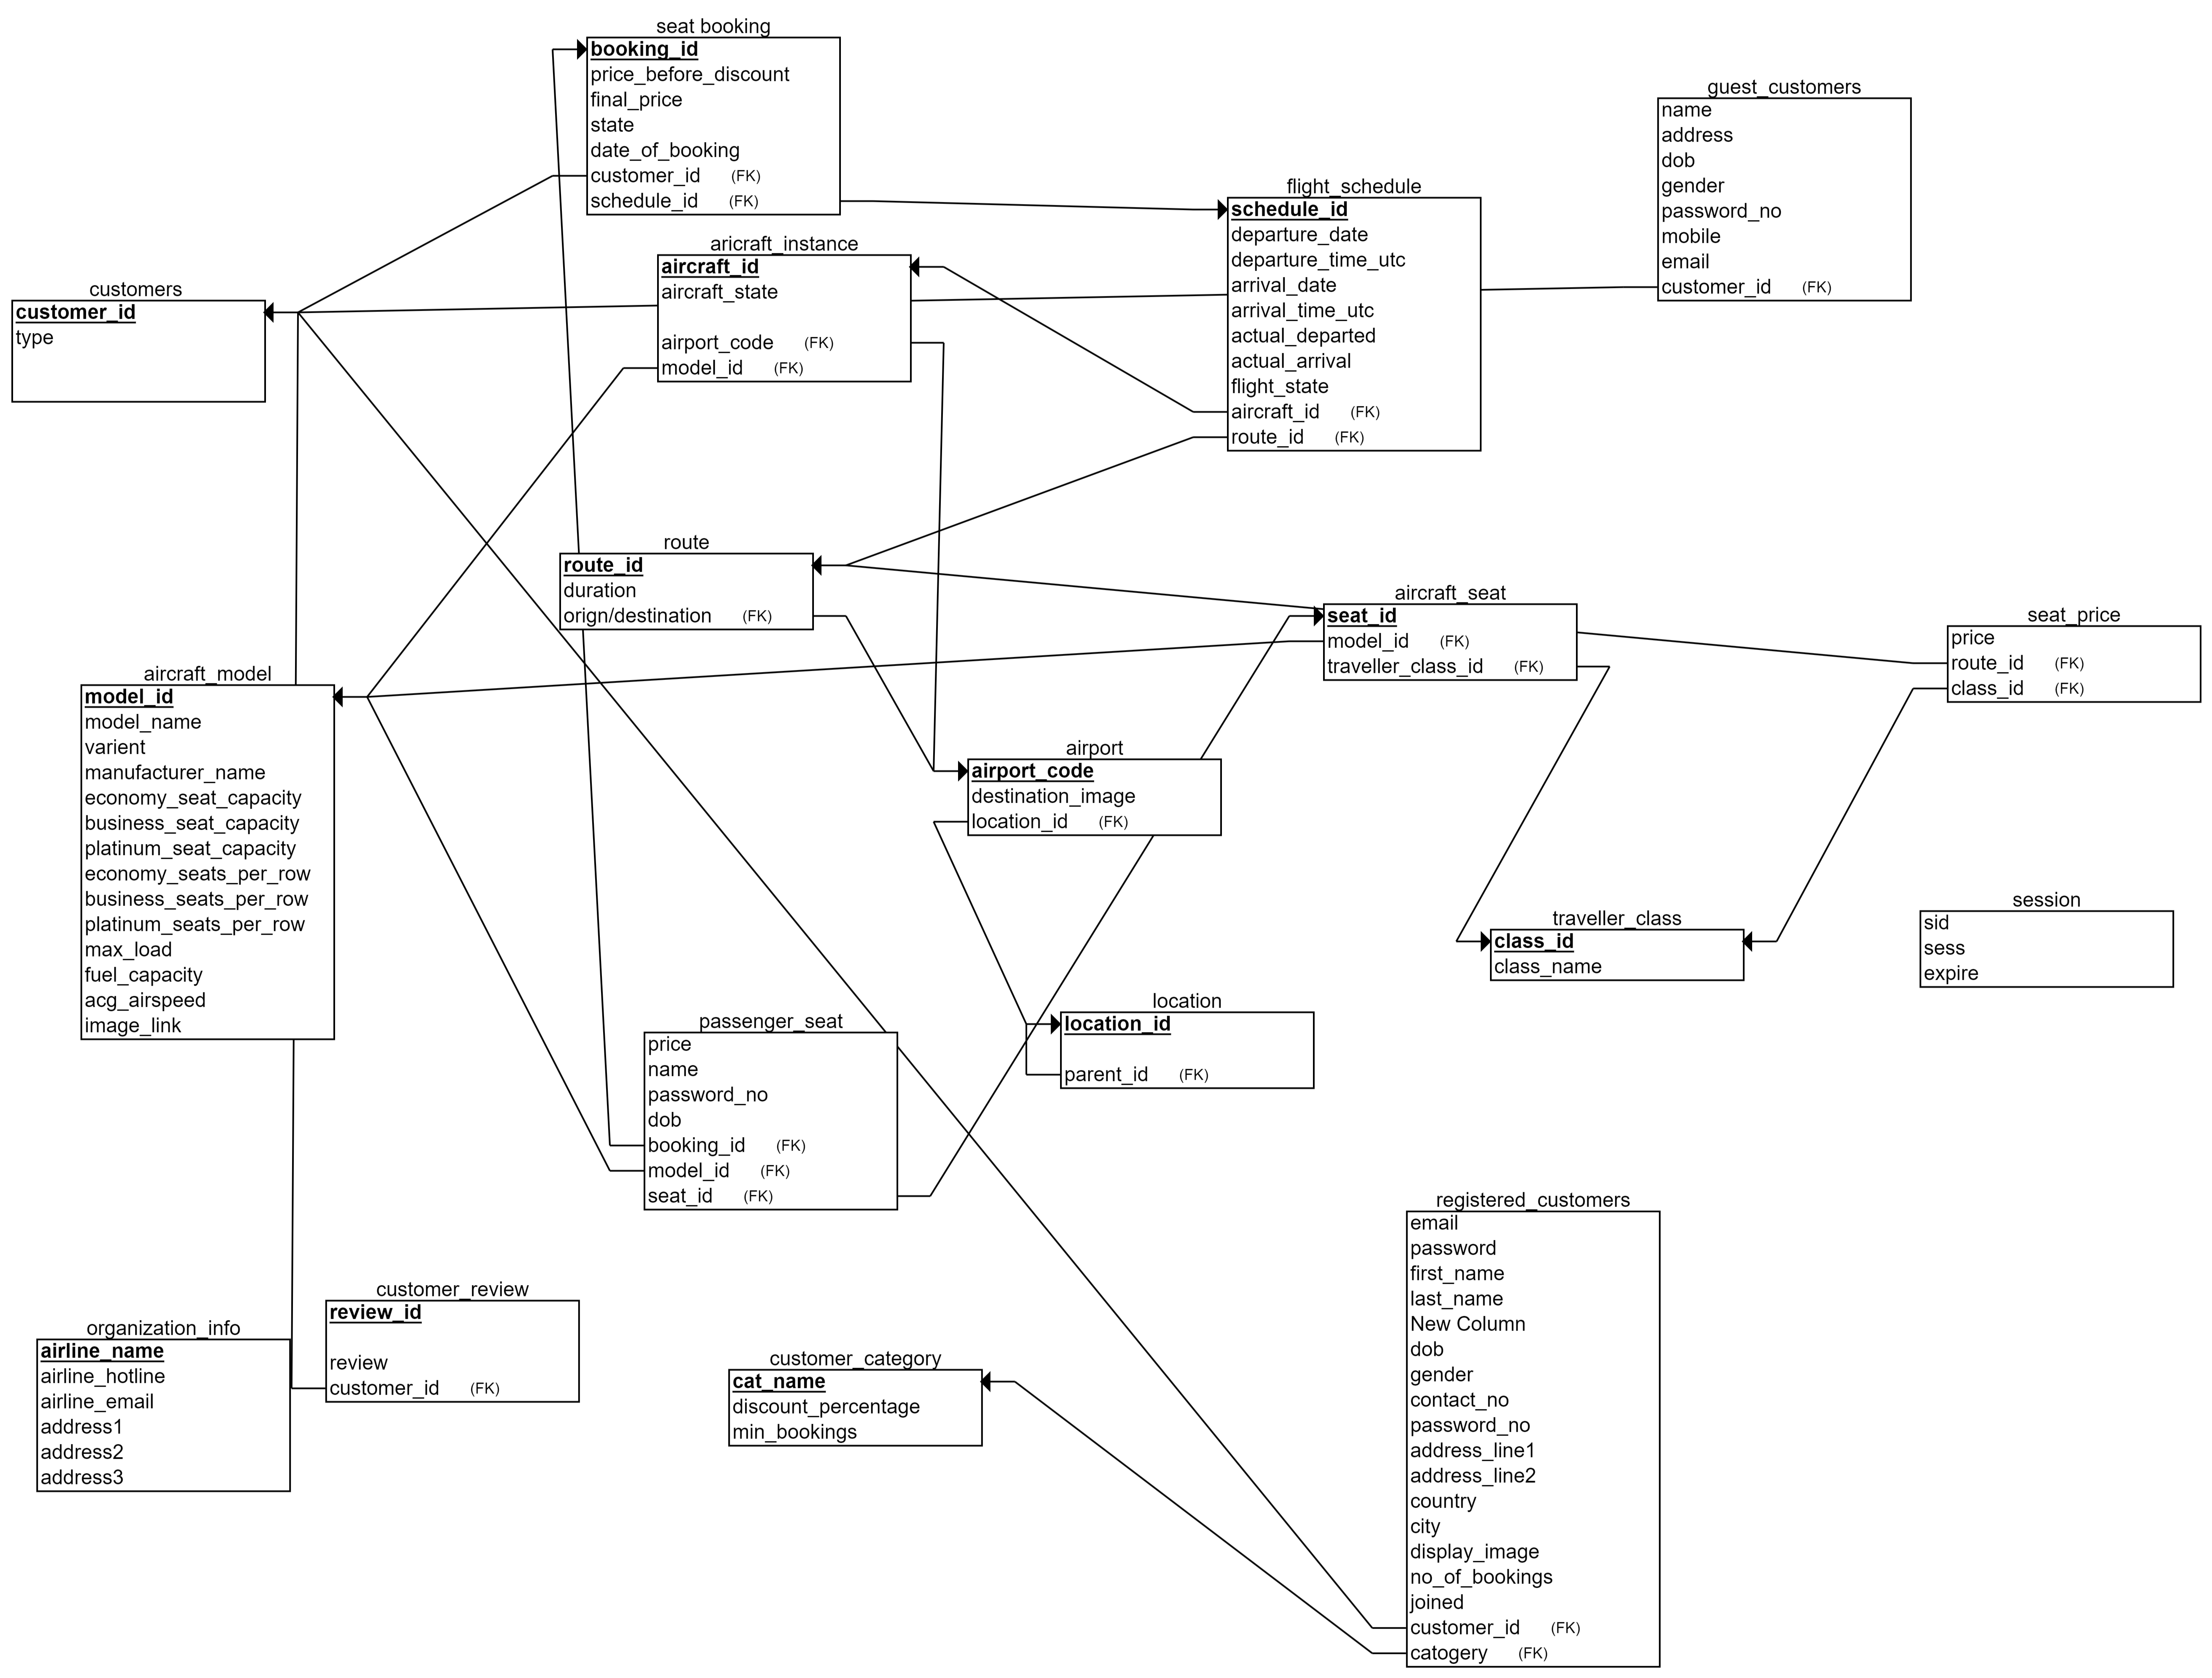 seat booking
booking_id
price_before_discount
final_price
state
date_of_booking
customer_id (FK)
schedule_id (FK)
guest_customers
name
address
dob
gender
password_no
mobile
email
customer_id (FK)
flight_schedule
schedule_id
departure_date
departure_time_utc
arrival_date
arrival_time_utc
actual_departed
actual_arrival
flight_state
aircraft_id (FK)
route_id (FK)
aricraft_instance
aircraft_id
aircraft_state
airport_code (FK)
model_id (FK)
customers
customer_id
type
route
route_id
duration
orign/destination (FK)
aircraft_seat
seat_id
model_id (FK)
traveller_class_id (FK)
seat_price
price
route_id (FK)
class_id (FK)
aircraft_model
model_id
model_name
varient
manufacturer_name
economy_seat_capacity
business_seat_capacity
platinum_seat_capacity
economy_seats_per_row
business_seats_per_row
platinum_seats_per_row
max_load
fuel_capacity
acg_airspeed
image_link
airport
airport_code
destination_image
location_id (FK)
traveller_class
class_id
class_name
session
sid
sess
expire
location
location_id
parent_id (FK)
passenger_seat
price
name
password_no
dob
booking_id (FK)
model_id (FK)
seat_id (FK)
registered_customers
email
password
first_name
last_name
New Column
dob
gender
contact_no
password_no
address_line1
address_line2
country
city
display_image
no_of_bookings
joined
customer_id (FK)
catogery (FK)
customer_review
review_id
review
customer_id (FK)
organization_info
airline_name
airline_hotline
airline_email
address1
address2
address3
customer_category
cat_name
discount_percentage
min_bookings